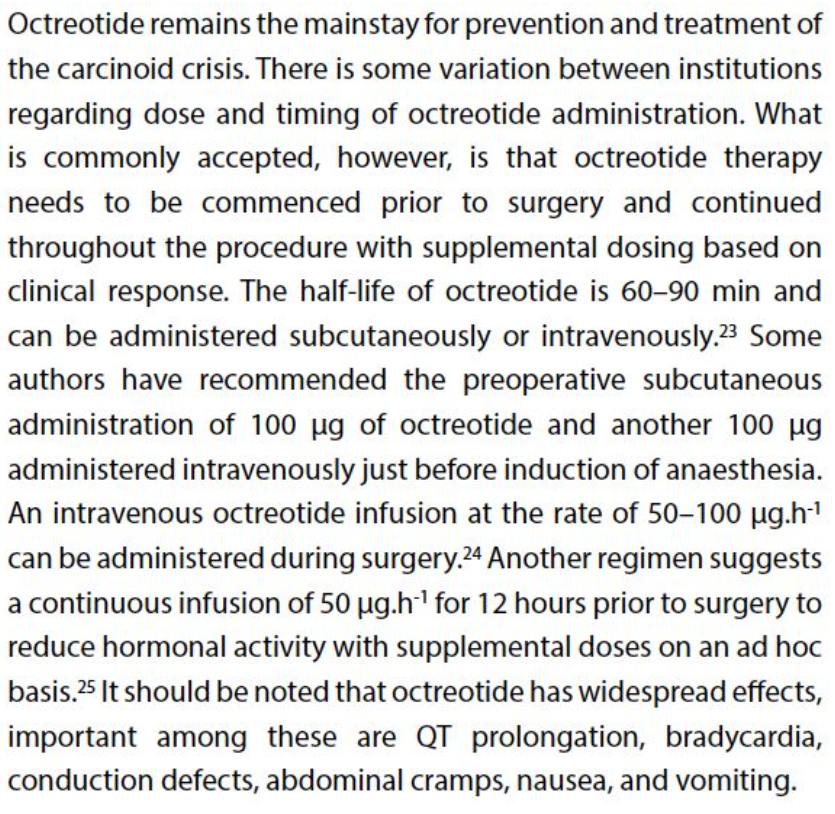 Octreotide remains the mainstay for prevention and treatment of
the carcinoid crisis. There is some variation between institutions
regarding dose and timing of octreotide administration. What
is commonly accepted, however, is that octreotide therapy
needs to be commenced prior to surgery and continued
throughout the procedure with supplemental dosing based on
clinical response. The half-life of octreotide is 60–90 min and
can be administered subcutaneously or intravenously.²³ Some
authors have recommended the preoperative subcutaneous
administration of 100 µg of octreotide and another 100 µg
administered intravenously just before induction of anaesthesia.
An intravenous octreotide infusion at the rate of 50–100 µg.h⁻¹
can be administered during surgery.²⁴ Another regimen suggests
a continuous infusion of 50 µg.h⁻¹ for 12 hours prior to surgery to
reduce hormonal activity with supplemental doses on an ad hoc
basis.²⁵ It should be noted that octreotide has widespread effects,
important among these are QT prolongation, bradycardia,
conduction defects, abdominal cramps, nausea, and vomiting.